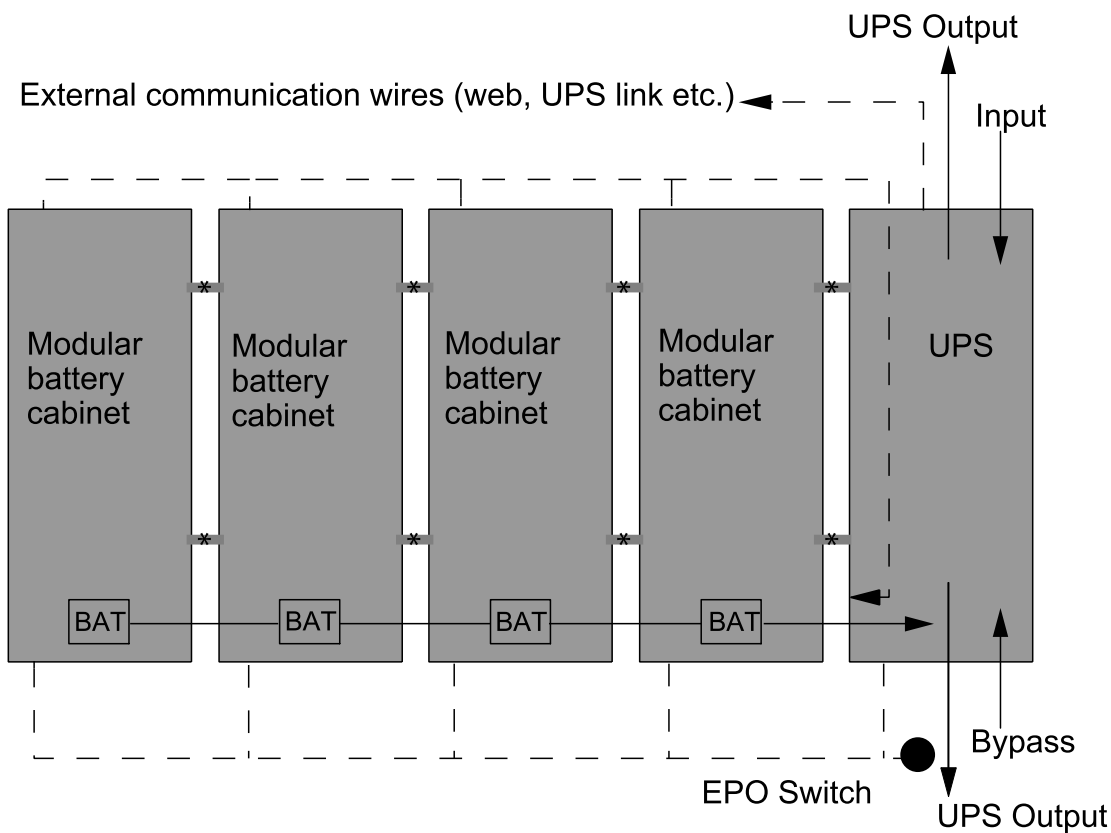 UPS Output
External communication wires (web, UPS link etc.)
Input
* * * *
Modular
battery
cabinet
Modular
battery
cabinet
Modular
battery
cabinet
Modular
battery
cabinet
UPS
* * * *
BAT BAT BAT BAT
Bypass
EPO Switch
UPS Output